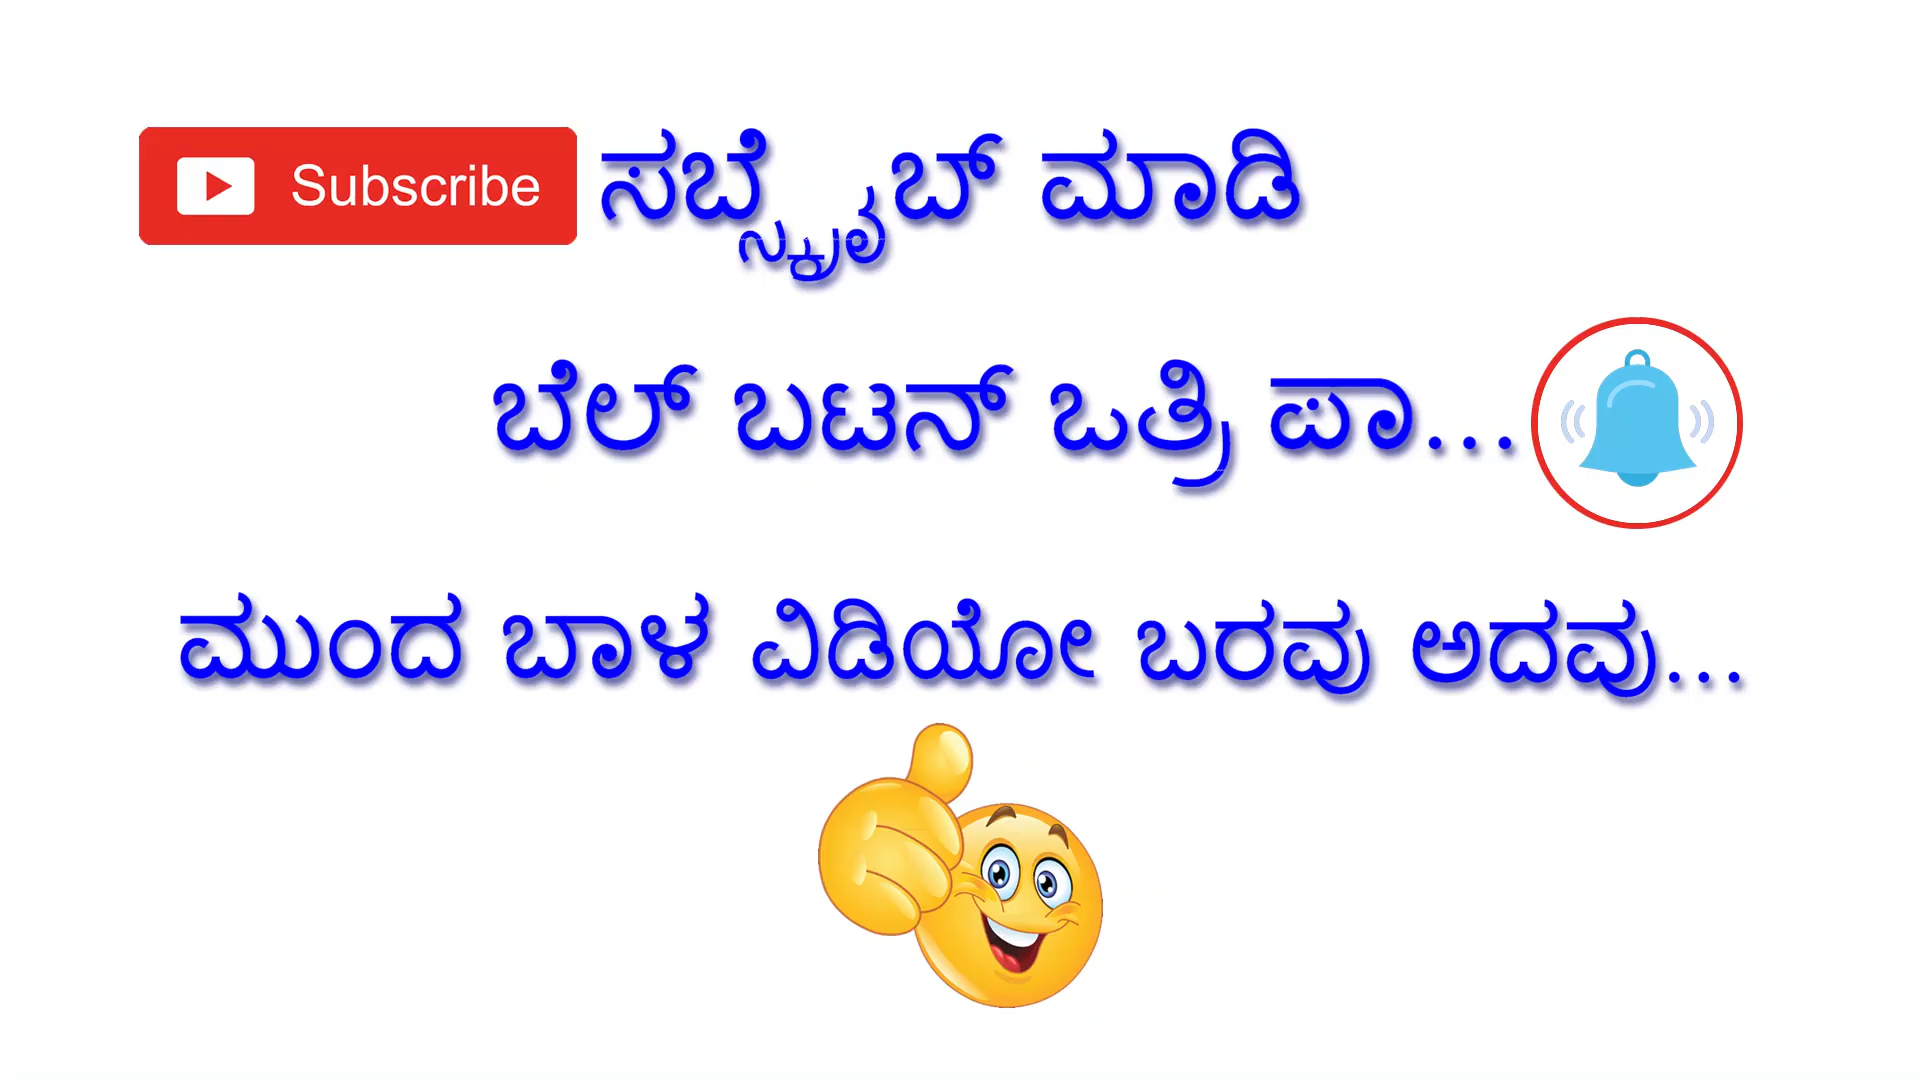 Subscribe ಸಬ್ಸ್ಕ್ರೈಬ್ ಮಾಡಿ
ಬೆಲ್ ಬಟನ್ ಒತ್ರಿ ಪಾ...
ಮುಂದ ಬಾಳ ವಿಡಿಯೋ ಬರವು ಅದವು...